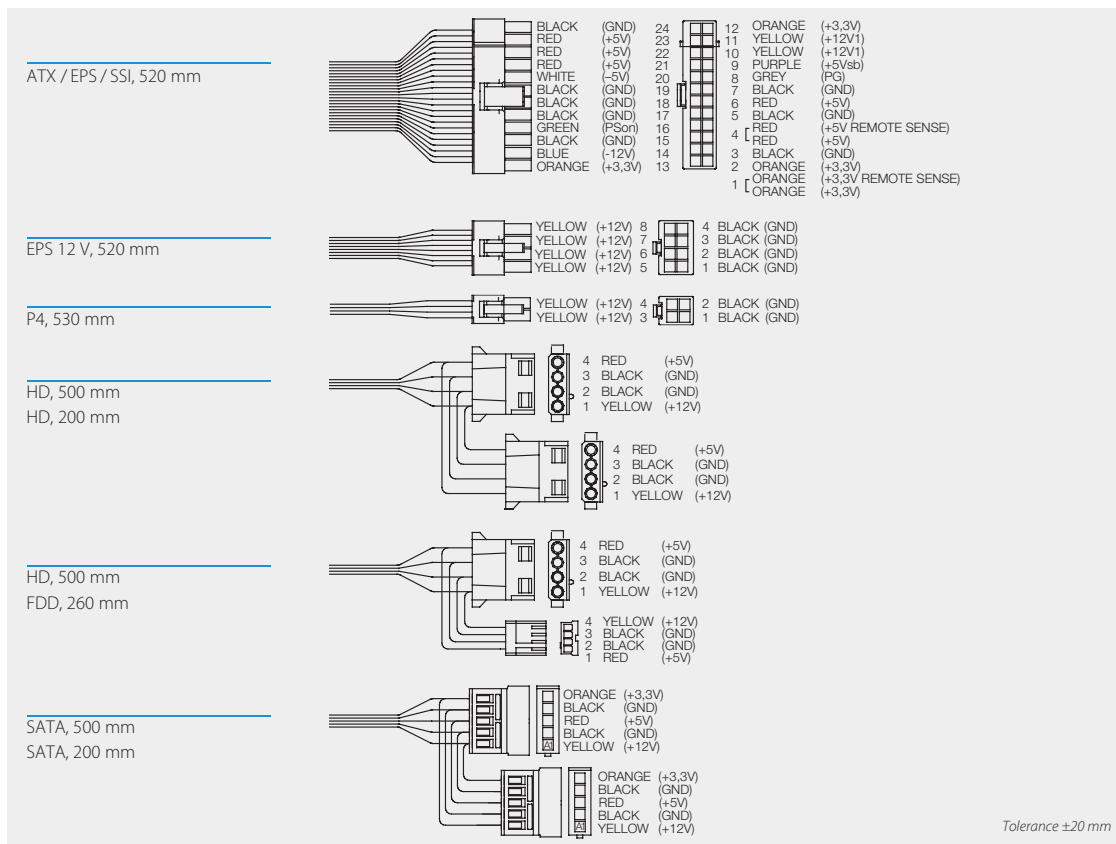 ATX / EPS / SSI, 520 mm
BLACK (GND) 24
RED (+5V) 23
RED (+5V) 22
RED (+5V) 21
WHITE (–5V) 20
BLACK (GND) 19
BLACK (GND) 18
BLACK (GND) 17
GREEN (PSon) 16
BLACK (GND) 15
BLUE (-12V) 14
ORANGE (+3,3V) 13
12 ORANGE (+3,3V)
11 YELLOW (+12V1)
10 YELLOW (+12V1)
9 PURPLE (+5Vsb)
8 GREY (PG)
7 BLACK (GND)
6 RED (+5V)
5 BLACK (GND)
4 [ RED (+5V REMOTE SENSE)
RED (+5V)
3 BLACK (GND)
2 ORANGE (+3,3V)
1 [ ORANGE (+3,3V REMOTE SENSE)
ORANGE (+3,3V)
EPS 12 V, 520 mm
YELLOW (+12V) 8 4 BLACK (GND)
YELLOW (+12V) 7 3 BLACK (GND)
YELLOW (+12V) 6 2 BLACK (GND)
YELLOW (+12V) 5 1 BLACK (GND)
P4, 530 mm
YELLOW (+12V) 4 2 BLACK (GND)
YELLOW (+12V) 3 1 BLACK (GND)
HD, 500 mm
HD, 200 mm
4 RED (+5V)
3 BLACK (GND)
2 BLACK (GND)
1 YELLOW (+12V)
4 RED (+5V)
3 BLACK (GND)
2 BLACK (GND)
1 YELLOW (+12V)
HD, 500 mm
FDD, 260 mm
4 RED (+5V)
3 BLACK (GND)
2 BLACK (GND)
1 YELLOW (+12V)
4 YELLOW (+12V)
3 BLACK (GND)
2 BLACK (GND)
1 RED (+5V)
SATA, 500 mm
SATA, 200 mm
ORANGE (+3,3V)
BLACK (GND)
RED (+5V)
BLACK (GND)
A1 YELLOW (+12V)
ORANGE (+3,3V)
BLACK (GND)
RED (+5V)
BLACK (GND)
A1 YELLOW (+12V)
Tolerance ±20 mm